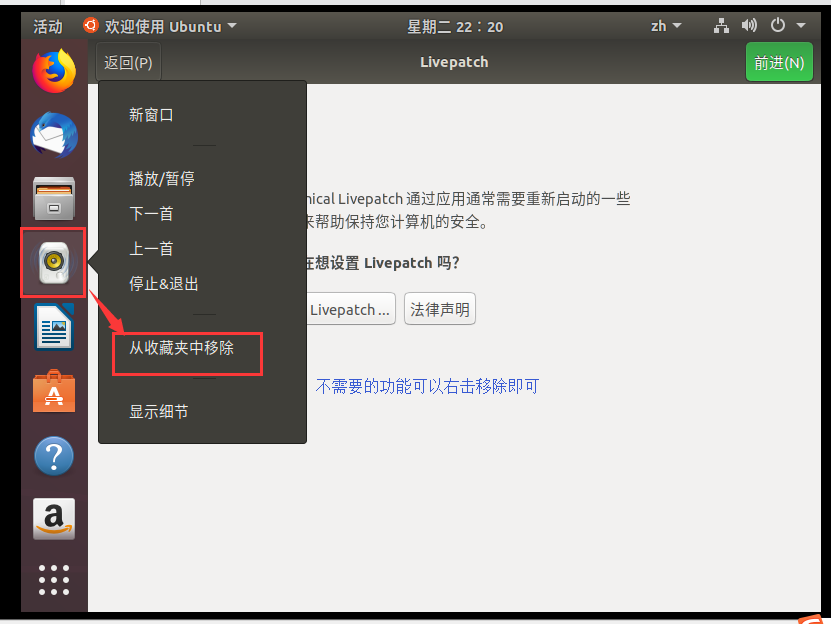 活动 欢迎使用 Ubuntu 星期二 22：20 zh
返回(P) Livepatch 前进(N)
新窗口
播放/暂停
nical Livepatch 通过应用通常需要重新启动的一些
下一首
来帮助保持您计算机的安全。
上一首
在想设置 Livepatch 吗？
停止&退出
Livepatch ... 法律声明
从收藏夹中移除
不需要的功能可以右击移除即可
显示细节